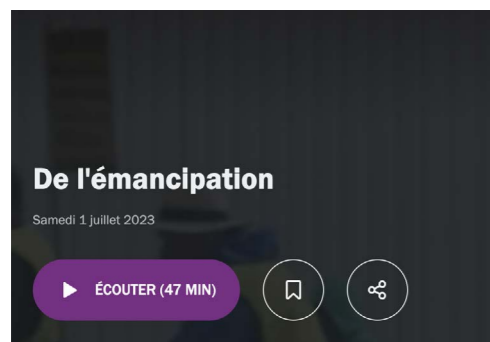 De l'émancipation
Samedi 1 juillet 2023
ÉCOUTER (47 MIN)